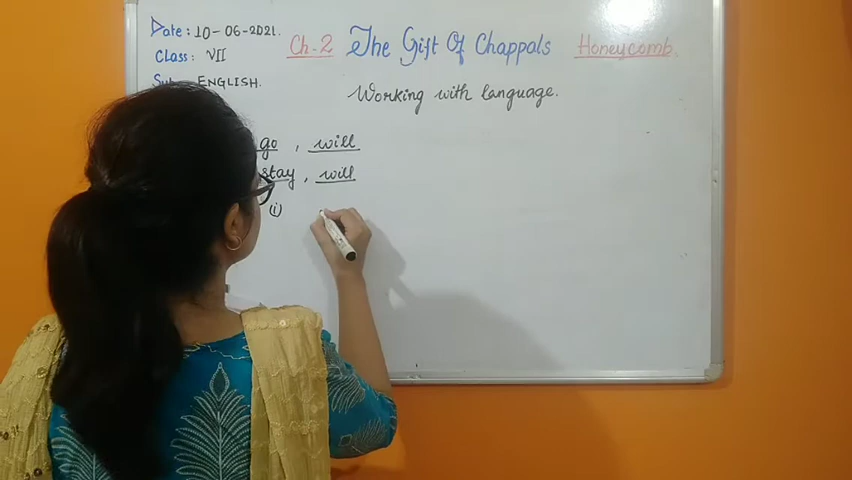 Date: 10-06-2021.
Ch-2 The Gift Of Chappals Honeycomb.
Class: VII
Sub: ENGLISH.
Working with language.
go, will
stay, will
(i)